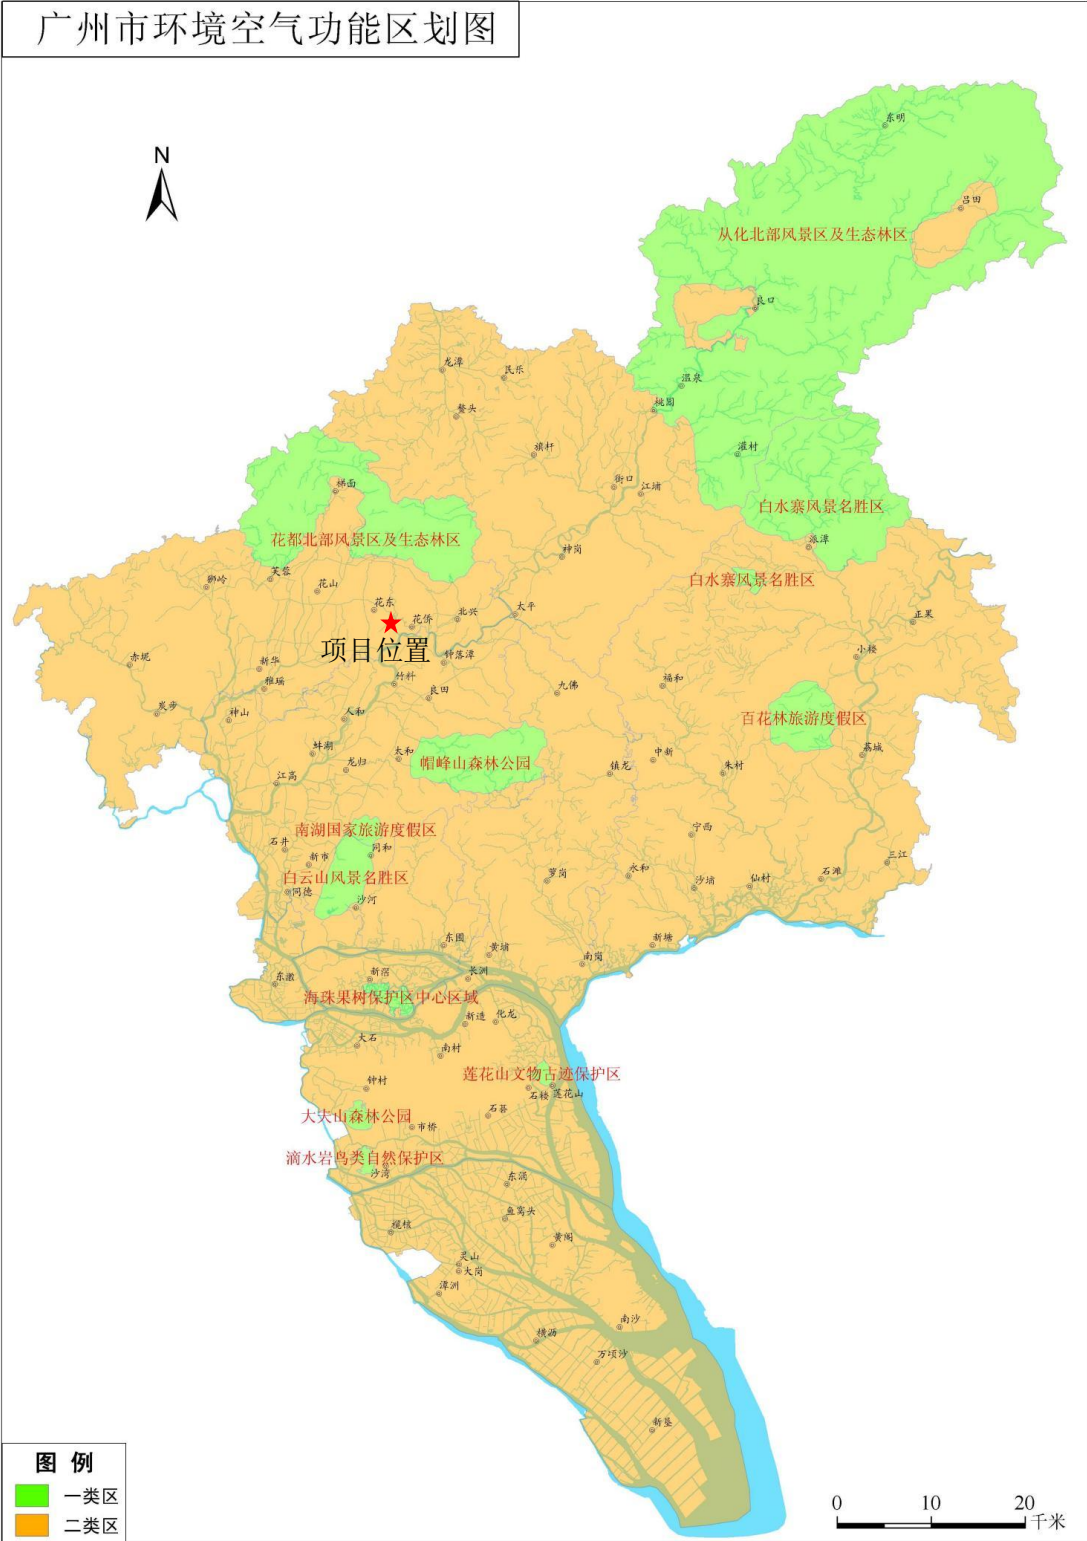 广州市环境空气功能区划图
N
东明
吕田
从化北部风景区及生态林区
良口
龙潭
民乐
温泉
桃园
鳌头
旗杆
灌村
街口
江埔
梯面
白水寨风景名胜区
花都北部风景区及生态林区
派潭
神岗
狮岭
芙蓉
花山
白水寨风景名胜区
花东
花侨
北兴
太平
正果
项目位置
赤坭
新华
钟落潭
小楼
雅瑶
竹料
良田
九佛
福和
炭步
神山
人和
百花林旅游度假区
蚌湖
太和
龙归
帽峰山森林公园
镇龙
中新
朱村
荔城
江高
南湖国家旅游度假区
宁西
石井
新市
同和
三江
白云山风景名胜区
同德
沙河
萝岗
永和
沙埔
仙村
石滩
东圃
黄埔
南岗
新塘
东漖
新滘
长洲
海珠果树保护区中心区域
新造
化龙
大石
南村
莲花山文物古迹保护区
钟村
石楼
莲花山
大夫山森林公园
石碁
市桥
滴水岩鸟类自然保护区
沙湾
东涌
鱼窝头
榄核
黄阁
灵山
大岗
潭洲
横沥
南沙
万顷沙
新垦
图 例
一类区
二类区
0 10 20
千米